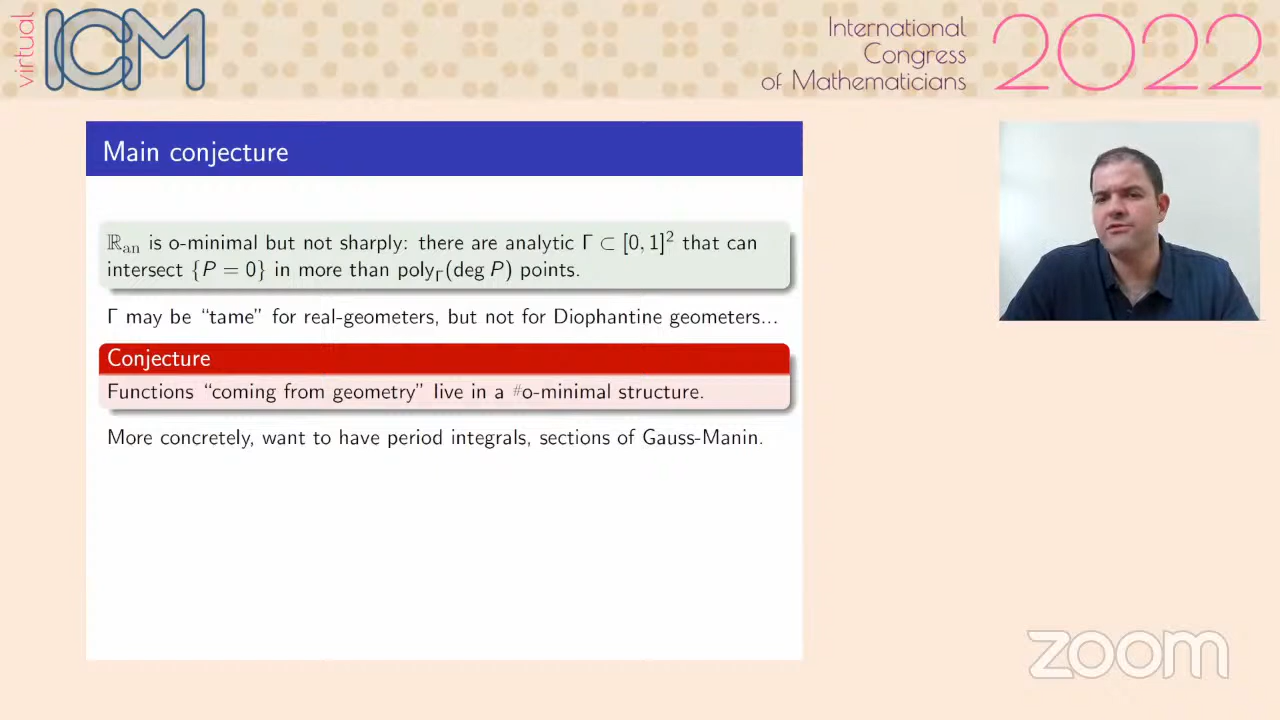 virtual
ICM
International
Congress
of Mathematicians
2022
Main conjecture
ℝan is o-minimal but not sharply: there are analytic Γ ⊂ [0, 1]² that can
intersect {P = 0} in more than polyΓ(deg P) points.
Γ may be “tame” for real-geometers, but not for Diophantine geometers...
Conjecture
Functions “coming from geometry” live in a #o-minimal structure.
More concretely, want to have period integrals, sections of Gauss-Manin.
zoom